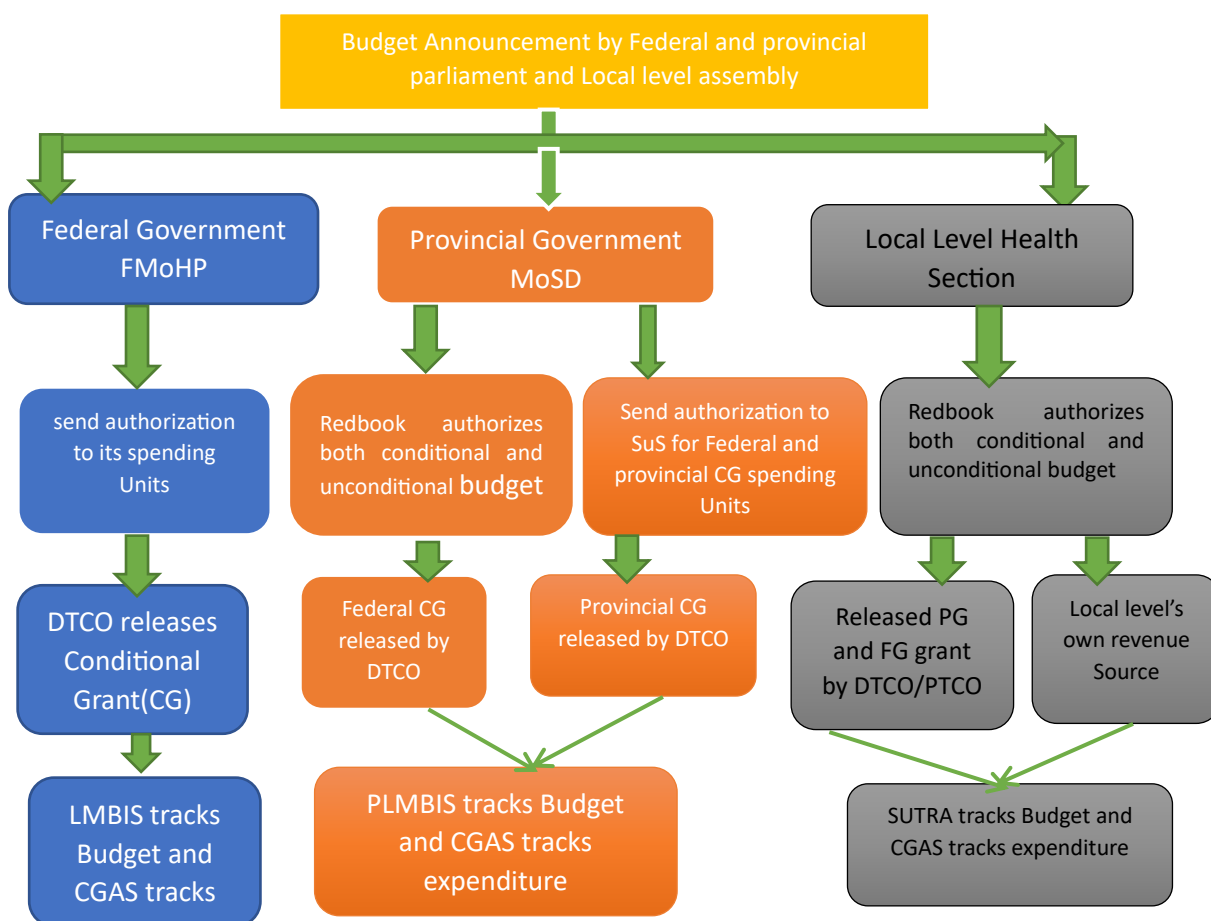 Budget Announcement by Federal and provincial
parliament and Local level assembly
Federal Government
FMoHP
Provincial Government
MoSD
Local Level Health
Section
send authorization
to its spending
Units
Redbook authorizes
both conditional and
unconditional budget
Send authorization to
SuS for Federal and
provincial CG spending
Units
Redbook authorizes
both conditional and
unconditional budget
DTCO releases
Conditional
Grant(CG)
Federal CG
released by
DTCO
Provincial CG
released by DTCO
Released PG
and FG grant
by DTCO/PTCO
Local level’s
own revenue
Source
LMBIS tracks
Budget and
CGAS tracks
PLMBIS tracks Budget
and CGAS tracks
expenditure
SUTRA tracks Budget and
CGAS tracks expenditure